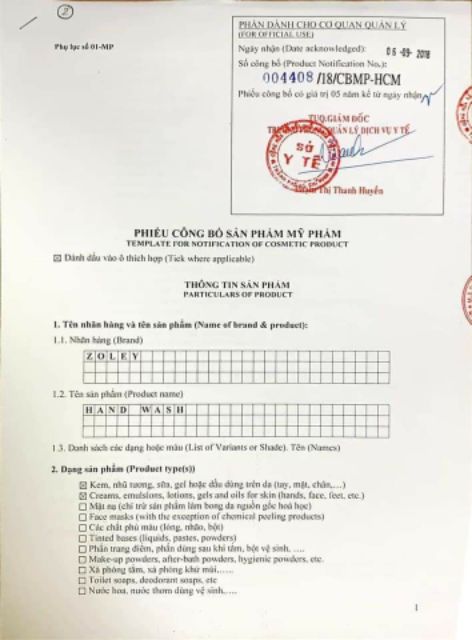 2
PHẦN DÀNH CHO CƠ QUAN QUẢN LÝ
(FOR OFFICIAL USE)
Phụ lục số 01-MP
Ngày nhận (Date acknowledged): 06 -09- 2018
Số công bố (Product Notification No.):
004408 /18/CBMP-HCM
Phiếu công bố có giá trị 05 năm kể từ ngày nhận
TUQ.GIÁM ĐỐC
QUẢN LÝ DỊCH VỤ Y TẾ
SỞ
Y TẾ
Phạm Thị Thanh Huyền
PHIẾU CÔNG BỐ SẢN PHẨM MỸ PHẨM
TEMPLATE FOR NOTIFICATION OF COSMETIC PRODUCT
☒ Đánh dấu vào ô thích hợp (Tick where applicable)
THÔNG TIN SẢN PHẨM
PARTICULARS OF PRODUCT
1. Tên nhãn hàng và tên sản phẩm (Name of brand & product):
1.1. Nhãn hàng (Brand)
ZOLEY
1.2. Tên sản phẩm (Product name)
HAND WASH
1.3. Danh sách các dạng hoặc màu (List of Variants or Shade). Tên (Names)
2. Dạng sản phẩm (Product type(s))
☒ Kem, nhũ tương, sữa, gel hoặc dầu dùng trên da (tay, mặt, chân,....)
☒ Creams, emulsions, lotions, gels and oils for skin (hands, face, feet, etc.)
☐ Mặt nạ (chỉ trừ sản phẩm làm bong da nguồn gốc hoá học)
Face masks (with the exception of chemical peeling products)
☐ Các chất phủ màu (lỏng, nhão, bột)
☐ Tinted bases (liquids, pastes, powders)
☐ Phấn trang điểm, phấn dùng sau khi tắm, bột vệ sinh, ....
☐ Make-up powders, after-bath powders, hygienic powders, etc.
☐ Xà phòng tắm, xà phòng khử mùi,.....
☐ Toilet soaps, deodorant soaps, etc
☐ Nước hoa, nước thơm dùng vệ sinh,....
1